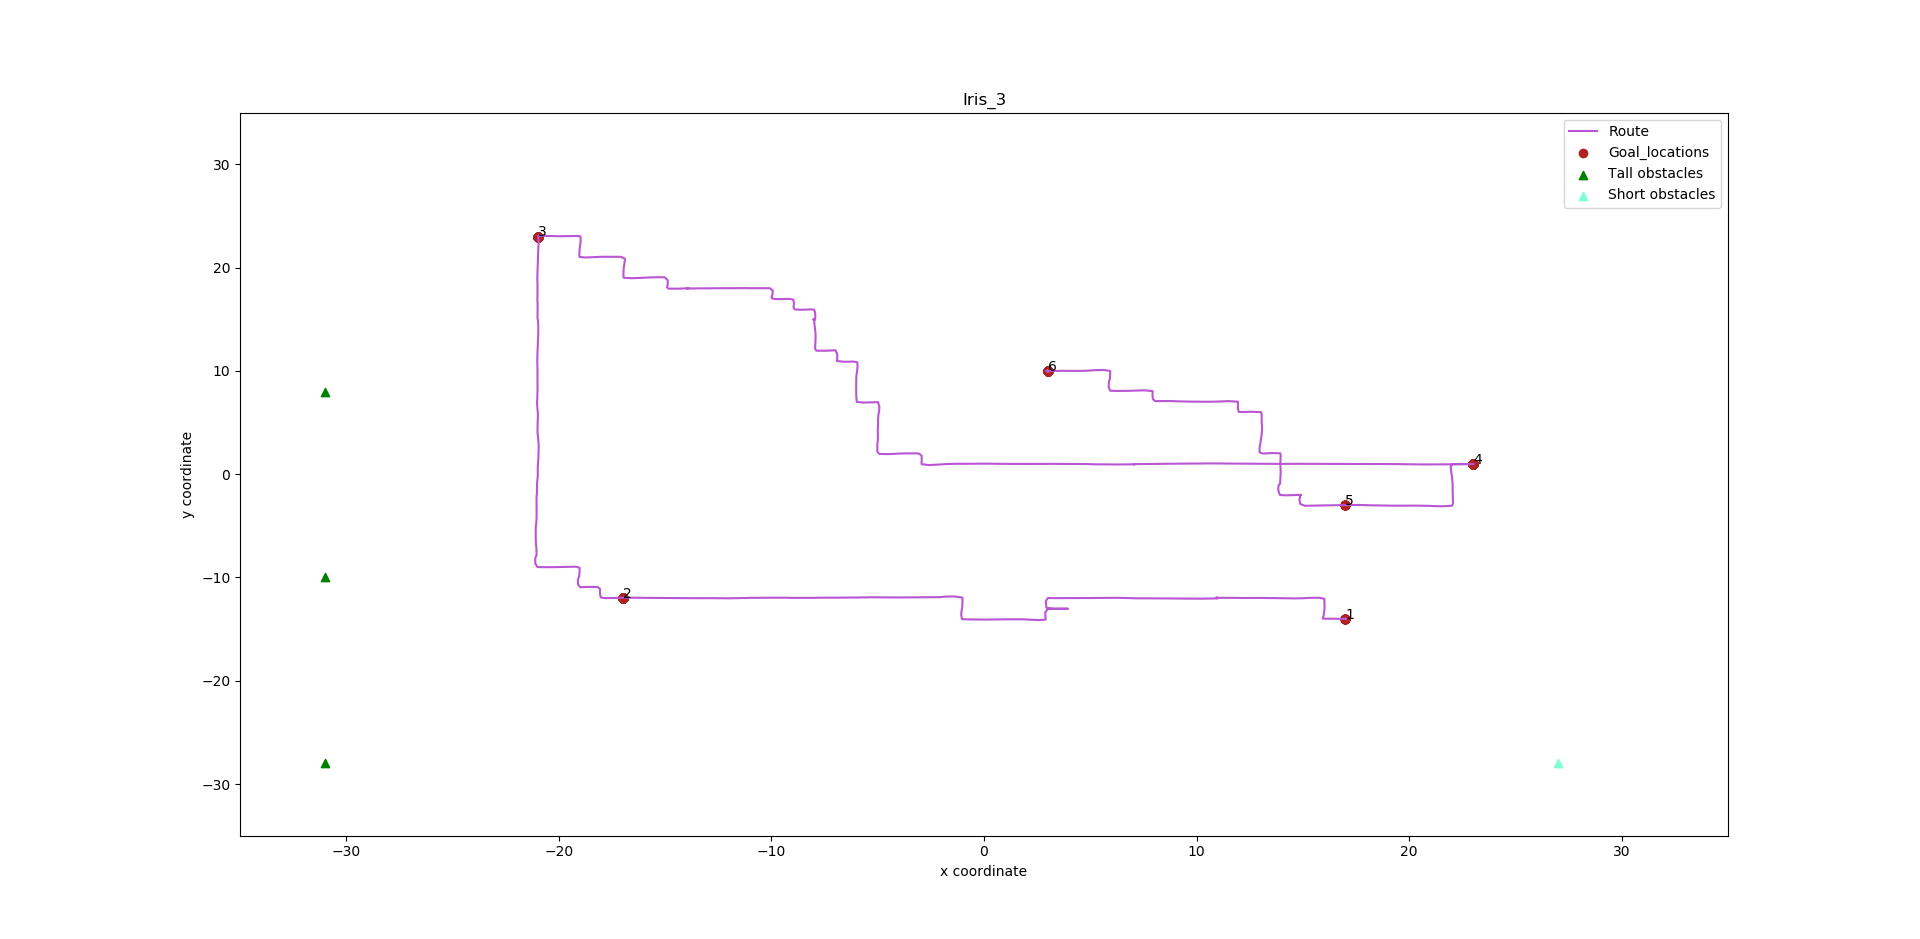 Iris_3
Route
Goal_locations
Tall obstacles
Short obstacles
30
20
10
0
−10
−20
−30
y coordinate
3
6
4
5
2
1
−30
−20
−10
0
10
20
30
x coordinate